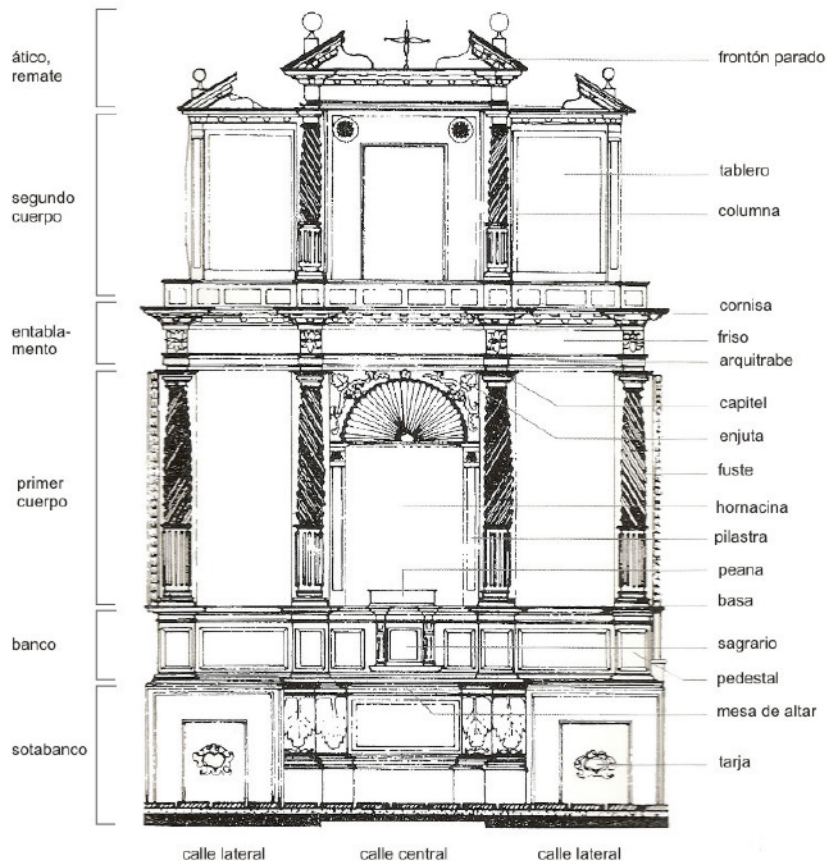 ático,
remate
segundo
cuerpo
entabla-
mento
primer
cuerpo
banco
sotabanco
frontón parado
tablero
columna
cornisa
friso
arquitrabe
capitel
enjuta
fuste
hornacina
pilastra
peana
basa
sagrario
pedestal
mesa de altar
tarja
calle lateral
calle central
calle lateral